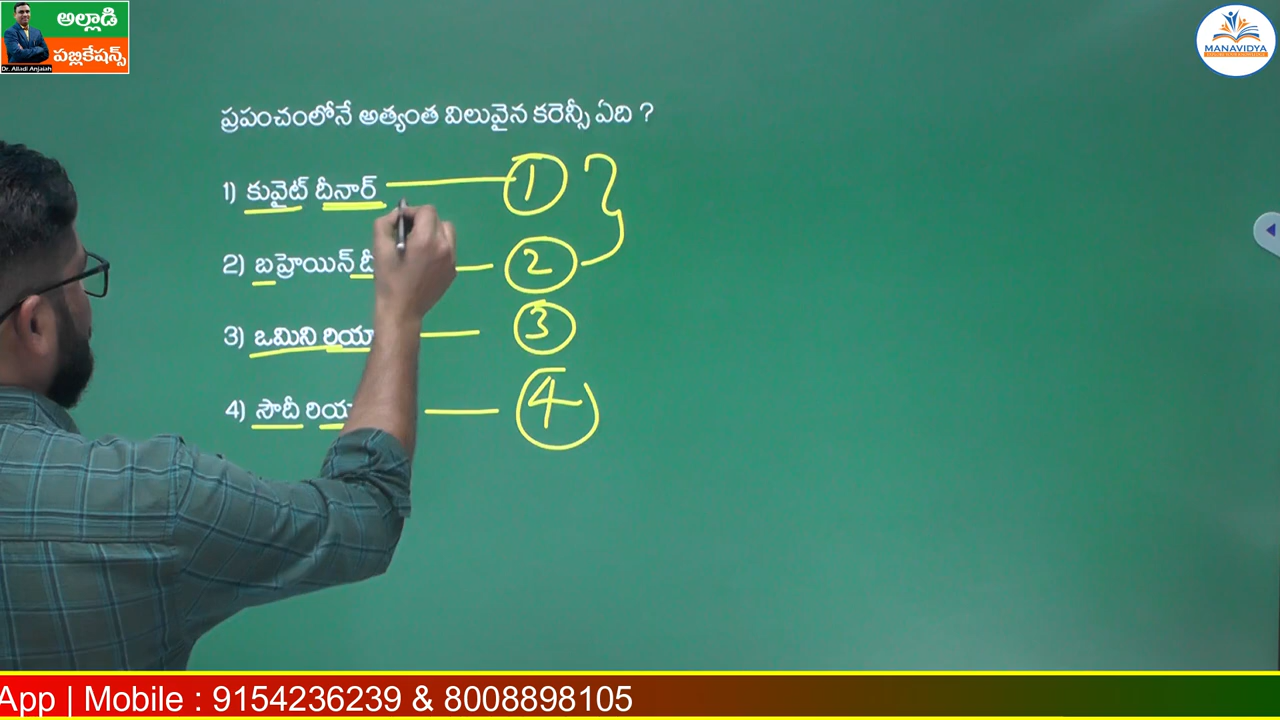 అల్లాడి
పబ్లికేషన్స్
Dr. Alladi Anjaiah
MANAVIDYA
ప్రపంచంలోనే అత్యంత విలువైన కరెన్సీ ఏది ?
1) కువైట్ దీనార్
1
2) బహ్రెయిన్
2
3) ఒమిని
3
4) సౌదీ
4
App | Mobile : 9154236239 & 8008898105